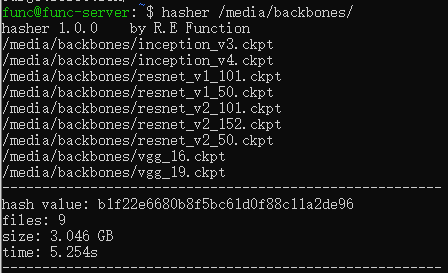 func@func-server:~$ hasher /media/backbones/
hasher 1.0.0    by R.E Function
/media/backbones/inception_v3.ckpt
/media/backbones/inception_v4.ckpt
/media/backbones/resnet_v1_101.ckpt
/media/backbones/resnet_v1_50.ckpt
/media/backbones/resnet_v2_101.ckpt
/media/backbones/resnet_v2_152.ckpt
/media/backbones/resnet_v2_50.ckpt
/media/backbones/vgg_16.ckpt
/media/backbones/vgg_19.ckpt
------------------------------------------------------
hash value: b1f22e6680b8f5bc61d0f88c11a2de96
files: 9
size: 3.046 GB
time: 5.254s
------------------------------------------------------